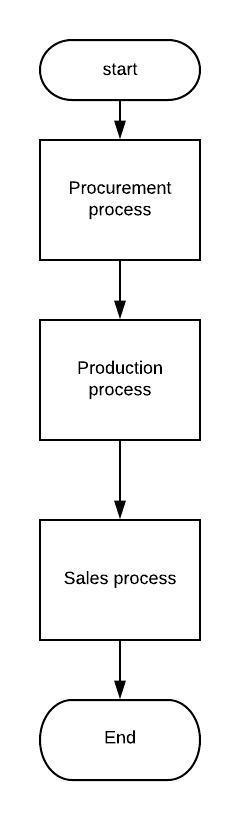 start
Procurement
process
Production
process
Sales process
End